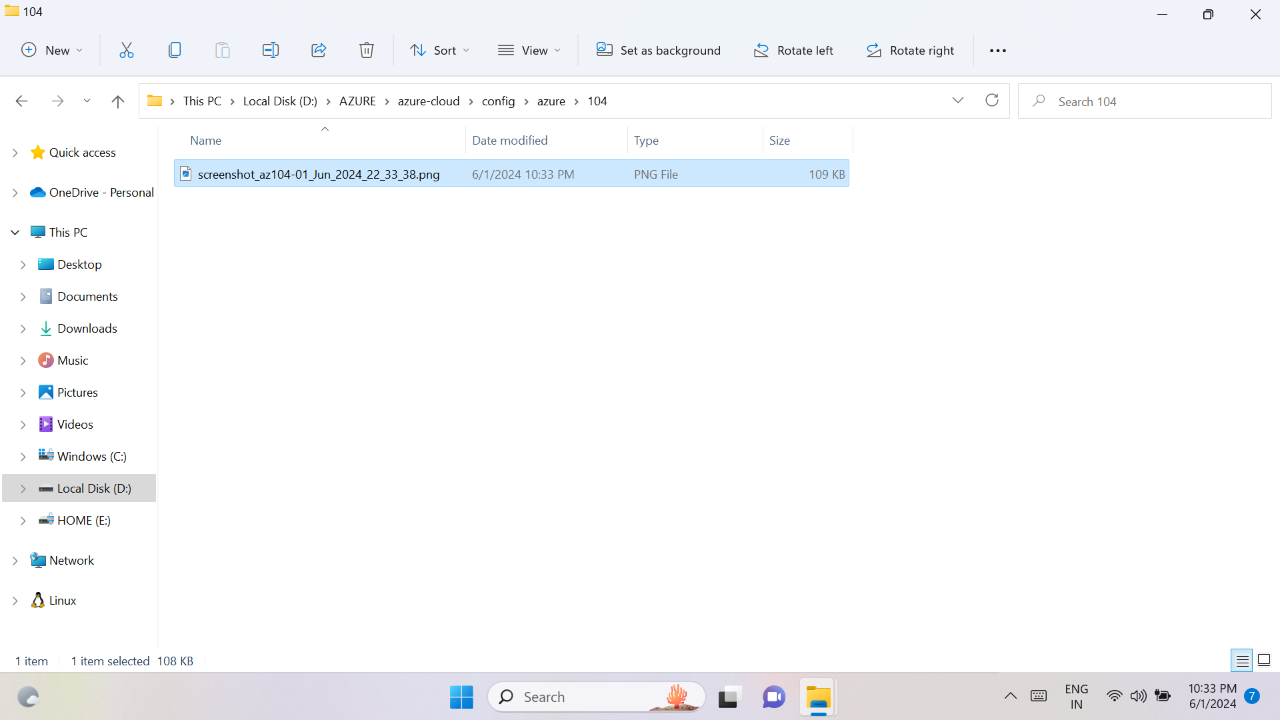 104
New Sort View Set as background Rotate left Rotate right
This PC Local Disk (D:) AZURE azure-cloud config azure 104 Search 104
Name Date modified Type Size
screenshot_az104-01_Jun_2024_22_33_38.png 6/1/2024 10:33 PM PNG File 109 KB
Quick access
OneDrive - Personal
This PC
Desktop
Documents
Downloads
Music
Pictures
Videos
Windows (C:)
Local Disk (D:)
HOME (E:)
Network
Linux
1 item 1 item selected 108 KB
Search
ENG
IN
10:33 PM
6/1/2024
7